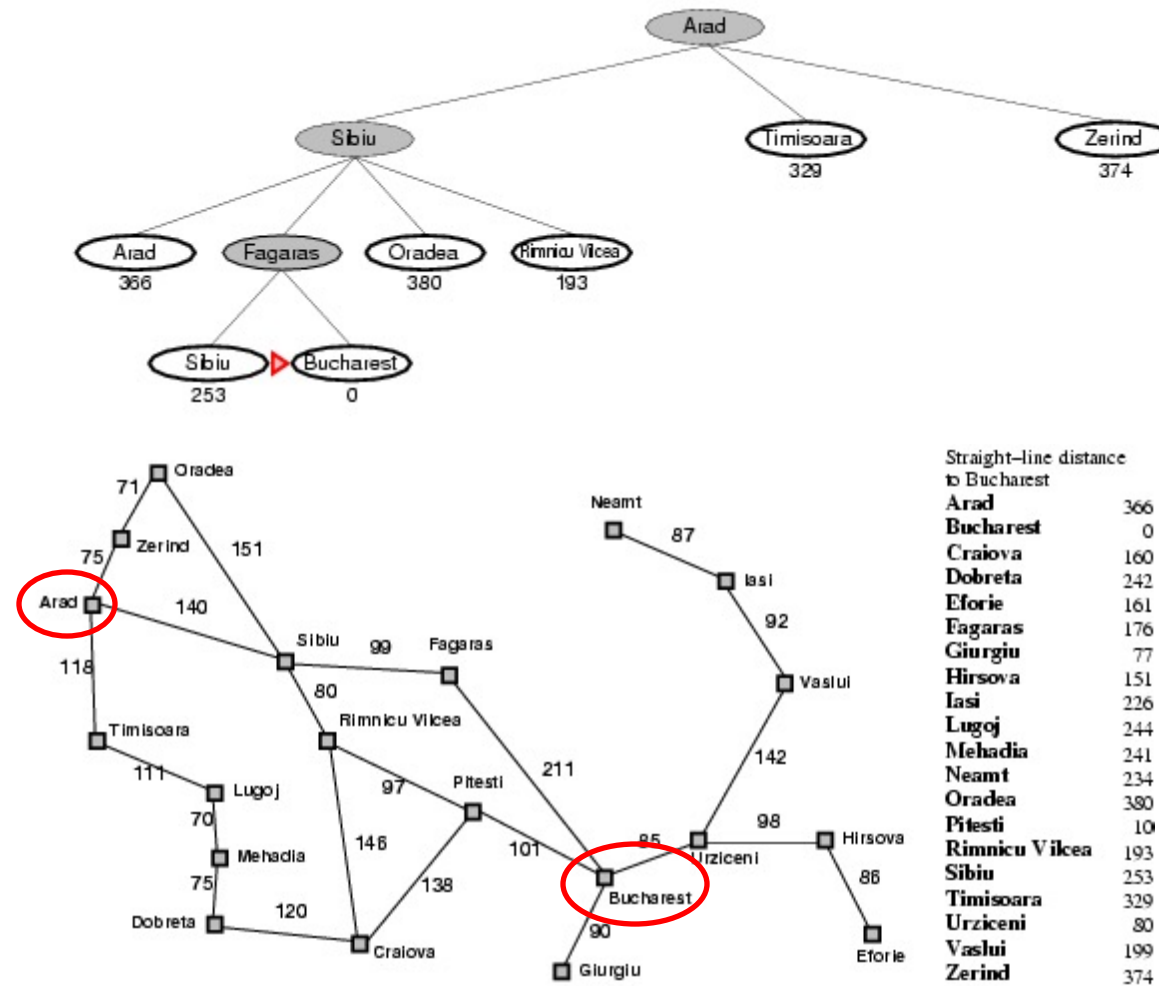 Arad
Sibiu
Timisoara
Zerind
329
374
Arad
Fagaras
Oradea
Rimnicu Vilcea
366
380
193
Sibiu
Bucharest
253
0
Oradea
71
Neamt
87
Zerind
151
75
Iasi
Arad
140
92
Sibiu
99
Fagaras
118
80
Vaslui
Timisoara
Rimnicu Vilcea
111
Lugoj
97
Pitesti
211
142
70
98
Hirsova
Mehadia
146
101
85
Urziceni
75
138
86
Dobreta
120
Bucharest
90
Craiova
Eforie
Giurgiu
Straight-line distance
to Bucharest
Arad 366
Bucharest 0
Craiova 160
Dobreta 242
Eforie 161
Fagaras 176
Giurgiu 77
Hirsova 151
Iasi 226
Lugoj 244
Mehadia 241
Neamt 234
Oradea 380
Pitesti 10
Rimnicu Vilcea 193
Sibiu 253
Timisoara 329
Urziceni 80
Vaslui 199
Zerind 374